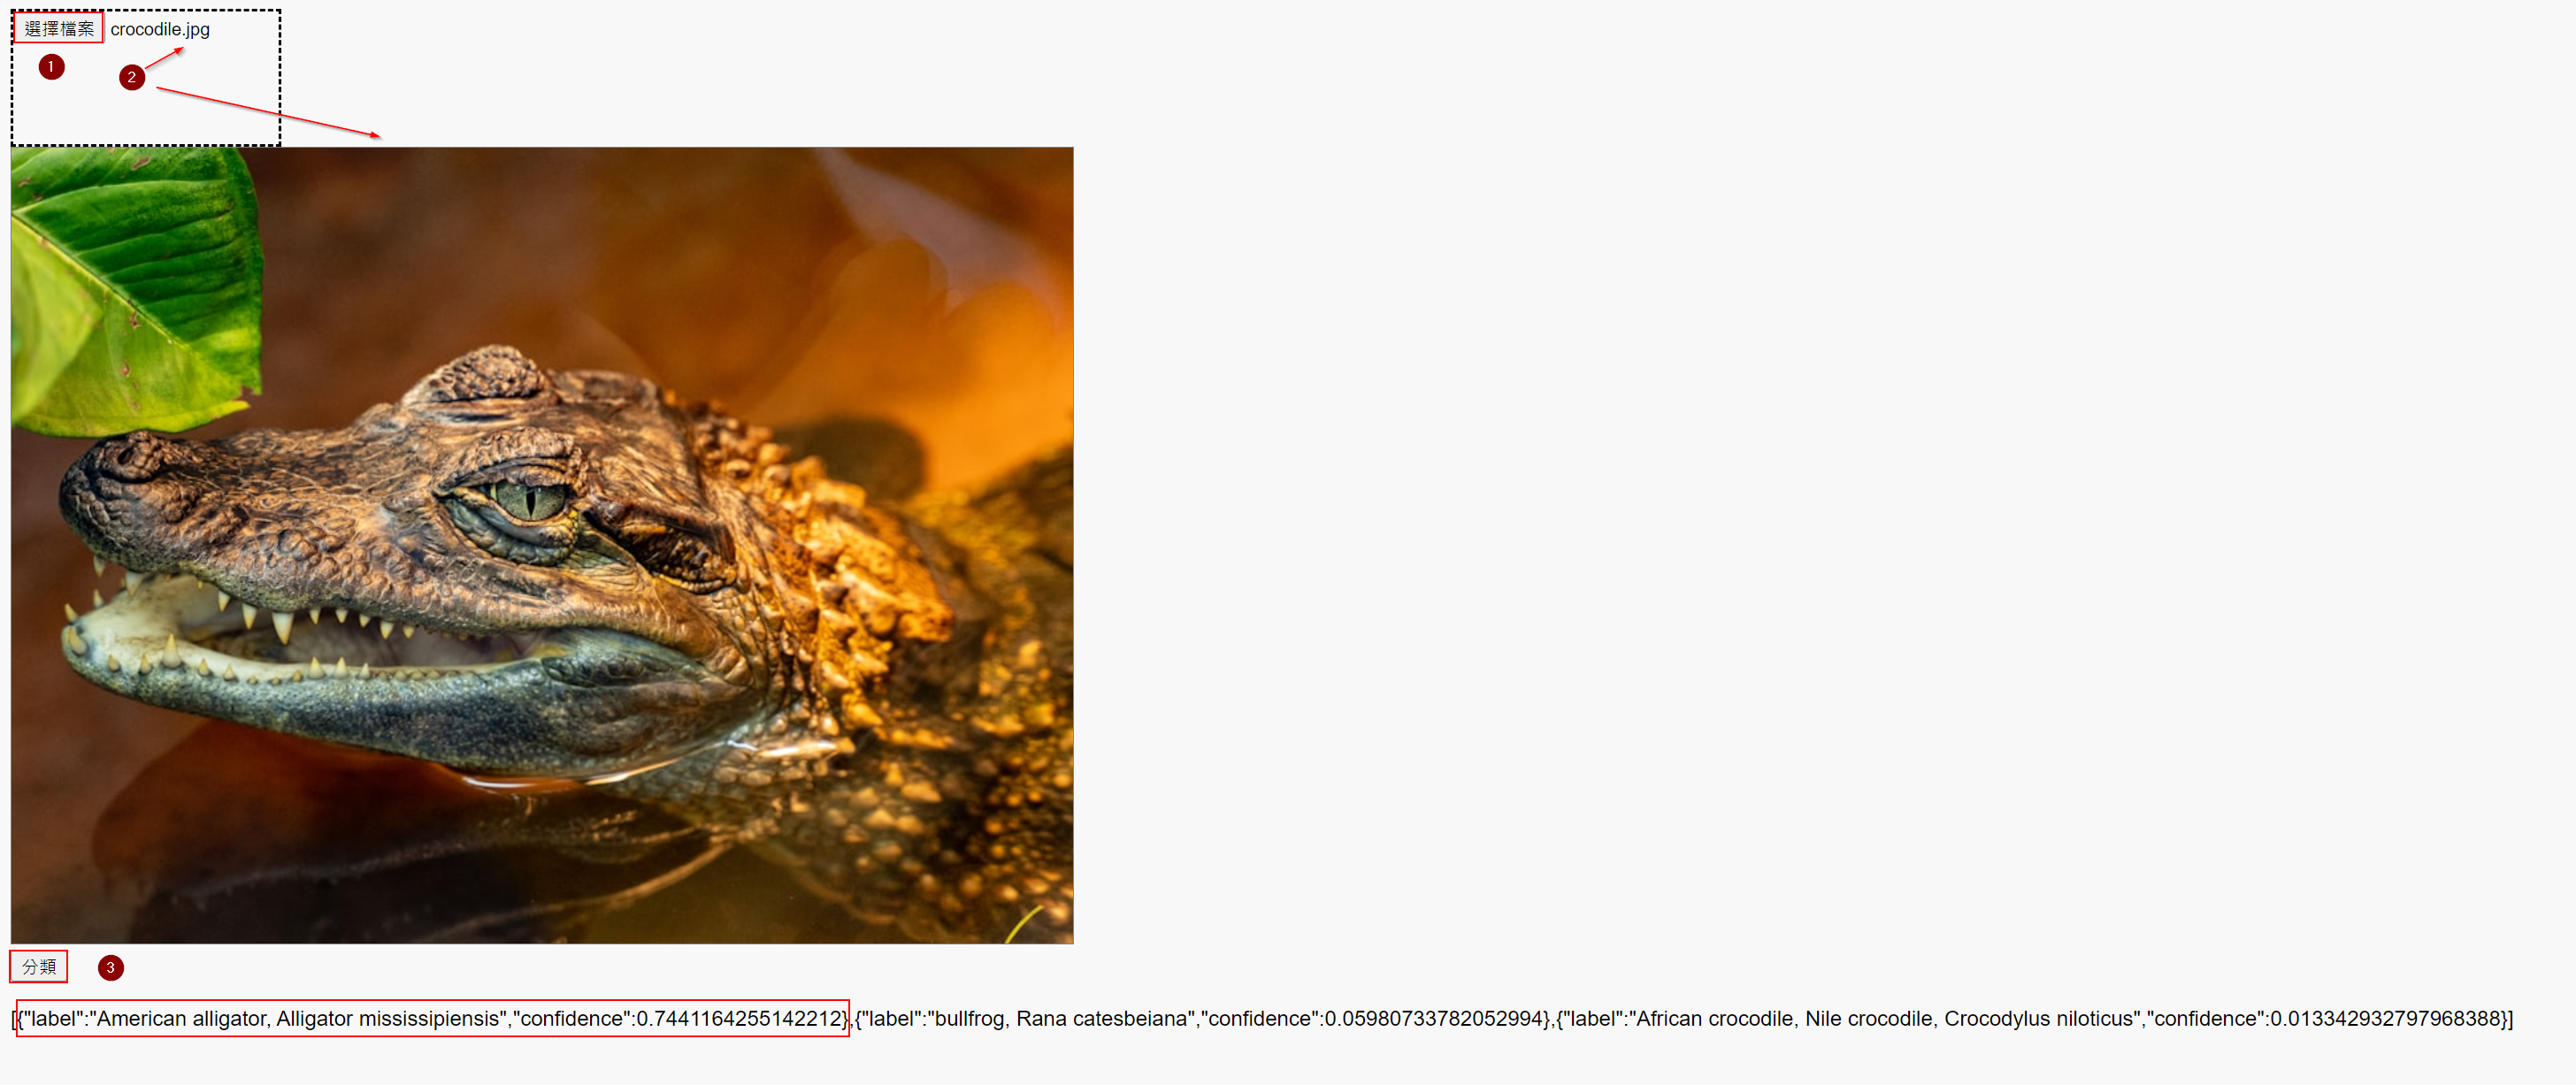 選擇檔案 crocodile.jpg
1
2
分類
3
[{"label":"American alligator, Alligator mississipiensis","confidence":0.7441164255142212},{"label":"bullfrog, Rana catesbeiana","confidence":0.05980733782052994},{"label":"African crocodile, Nile crocodile, Crocodylus niloticus","confidence":0.013342932797968388}]